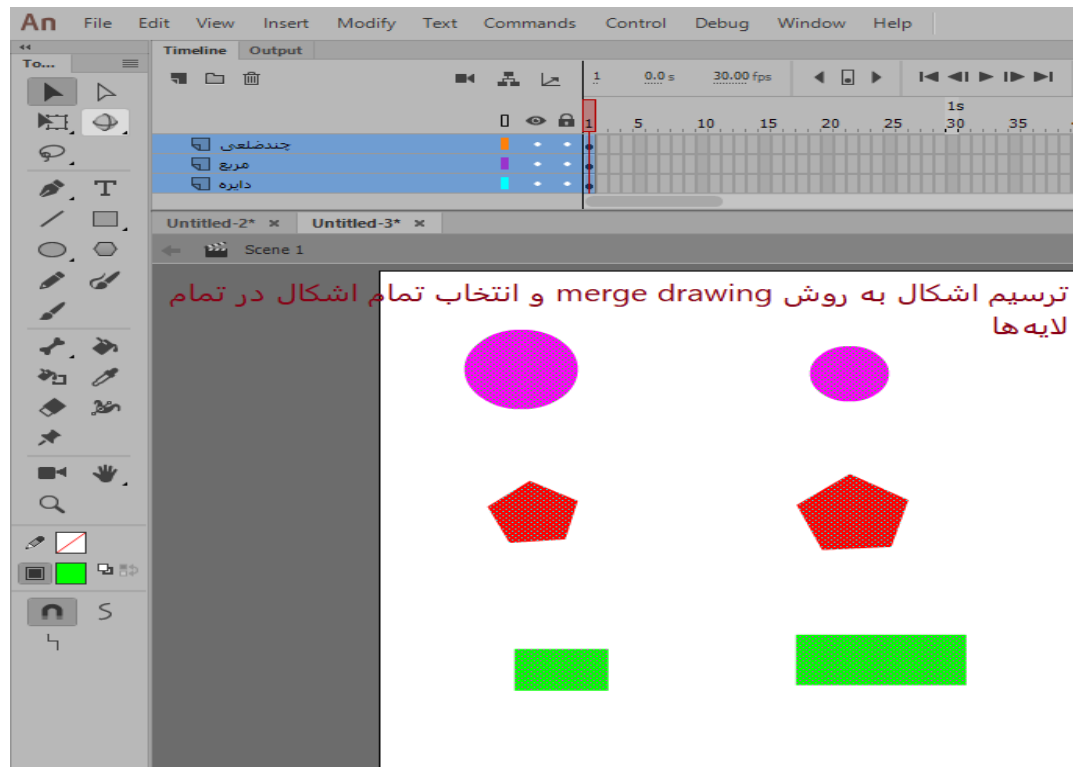 An File Edit View Insert Modify Text Commands Control Debug Window Help
To...
Timeline Output
1 0.0 s 30.00 fps
1s
1 5 10 15 20 25 30 35
چندضلعی
مربع
دایره
Untitled-2* × Untitled-3* ×
Scene 1
ترسیم اشکال به روش merge drawing و انتخاب تمام اشکال در تمام
لایه‌ها